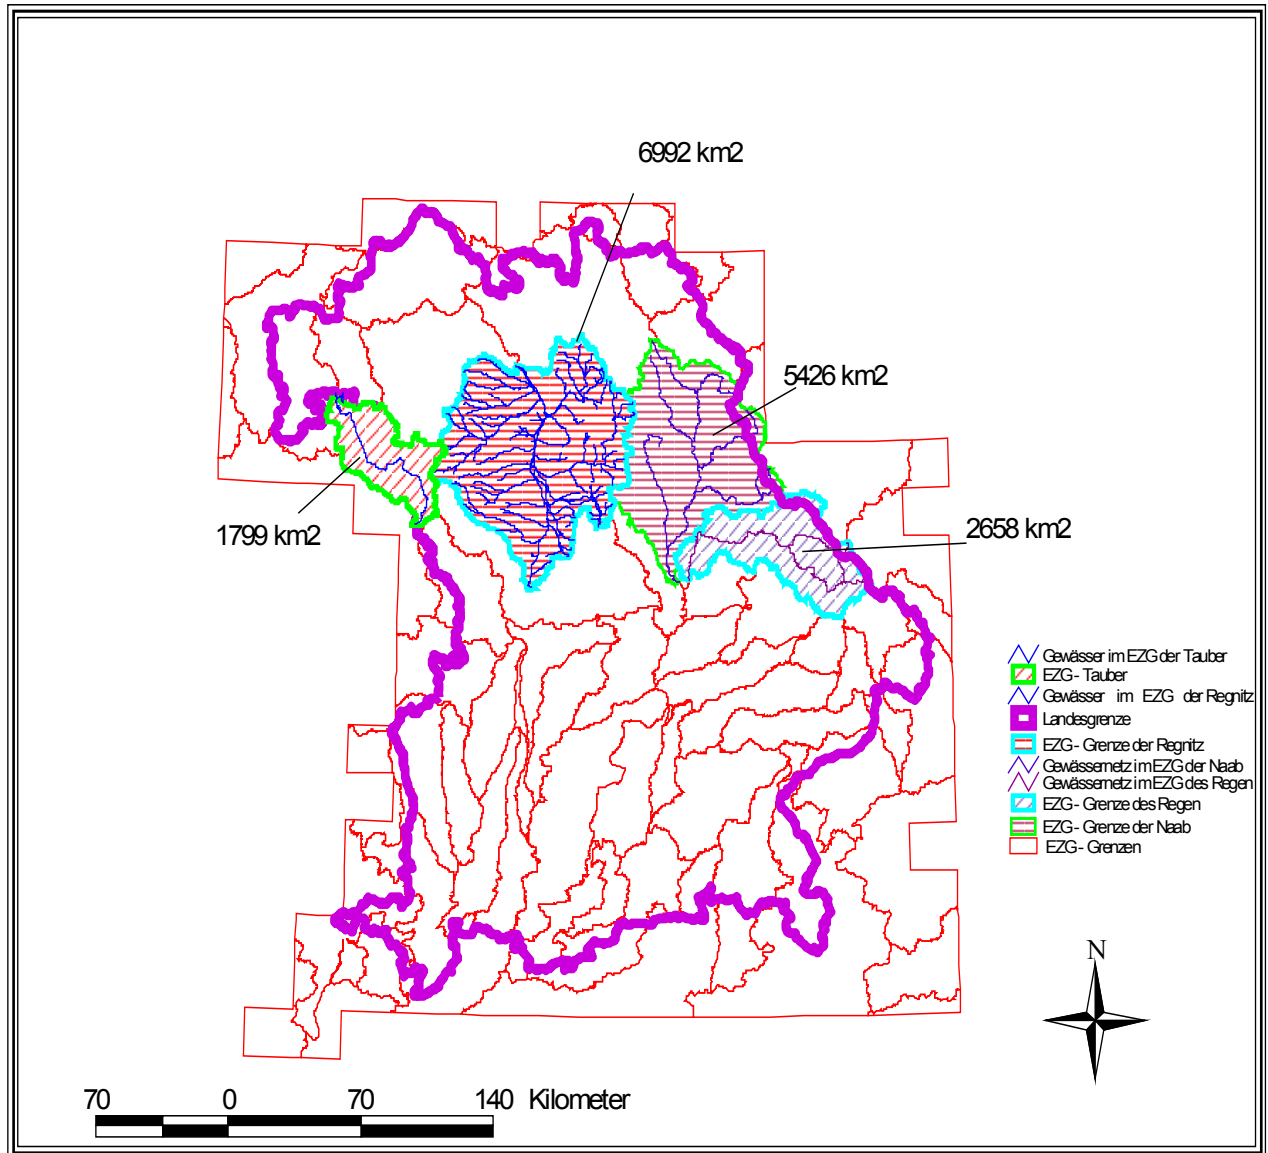 6992 km2
5426 km2
1799 km2
2658 km2
Gewässer im EZG der Tauber
EZG - Tauber
Gewässer im EZG der Regnitz
Landesgrenze
EZG - Grenze der Regnitz
Gewässernetz im EZG der Naab
Gewässernetz im EZG des Regen
EZG - Grenze des Regen
EZG - Grenze der Naab
EZG - Grenzen
N
70 0 70 140 Kilometer